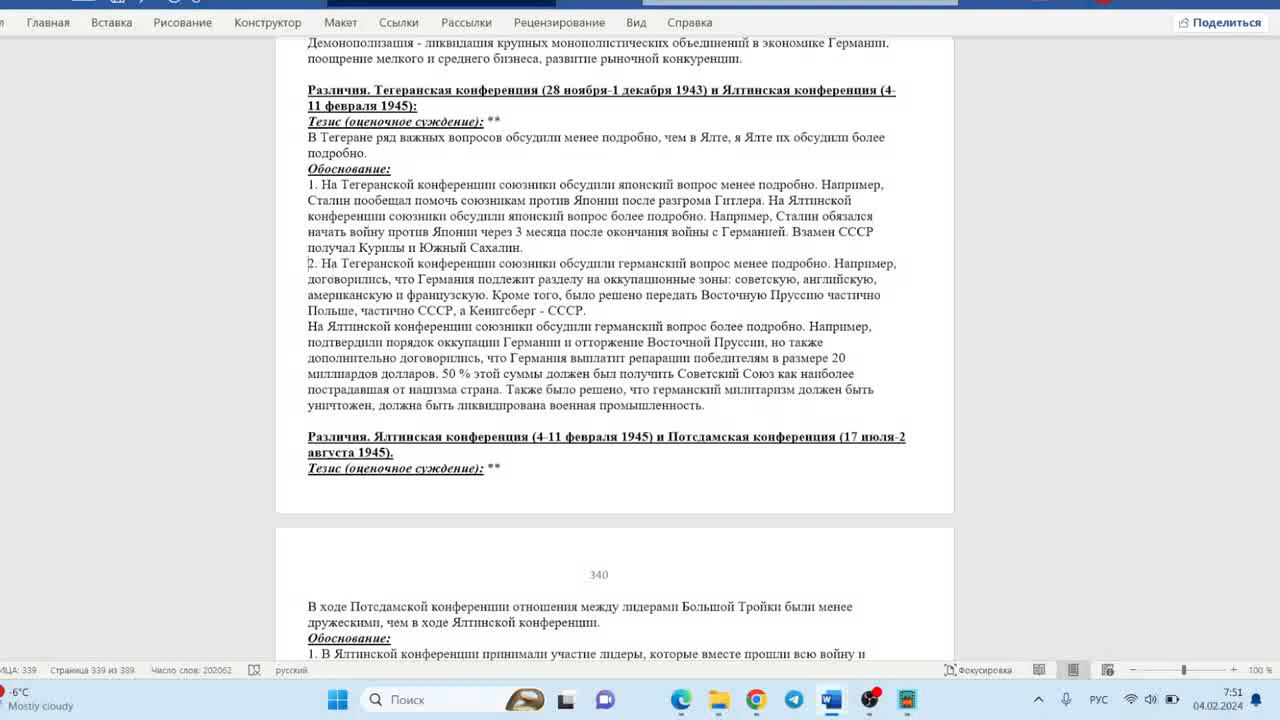 Главная Вставка Рисование Конструктор Макет Ссылки Рассылки Рецензирование Вид Справка Поделиться
Демонополизация - ликвидация крупных монополистических объединений в экономике Германии,
поощрение мелкого и среднего бизнеса, развитие рыночной конкуренции.
Различия. Тегеранская конференция (28 ноября-1 декабря 1943) и Ялтинская конференция (4-
11 февраля 1945):
Тезис (оценочное суждение): **
В Тегеране ряд важных вопросов обсудили менее подробно, чем в Ялте, я Ялте их обсудили более
подробно.
Обоснование:
1. На Тегеранской конференции союзники обсудили японский вопрос менее подробно. Например,
Сталин пообещал помочь союзникам против Японии после разгрома Гитлера. На Ялтинской
конференции союзники обсудили японский вопрос более подробно. Например, Сталин обязался
начать войну против Японии через 3 месяца после окончания войны с Германией. Взамен СССР
получал Курилы и Южный Сахалин.
2. На Тегеранской конференции союзники обсудили германский вопрос менее подробно. Например,
договорились, что Германия подлежит разделу на оккупационные зоны: советскую, английскую,
американскую и французскую. Кроме того, было решено передать Восточную Пруссию частично
Польше, частично СССР, а Кенигсберг - СССР.
На Ялтинской конференции союзники обсудили германский вопрос более подробно. Например,
подтвердили порядок оккупации Германии и отторжение Восточной Пруссии, но также
дополнительно договорились, что Германия выплатит репарации победителям в размере 20
миллиардов долларов. 50 % этой суммы должен был получить Советский Союз как наиболее
пострадавшая от нацизма страна. Также было решено, что германский милитаризм должен быть
уничтожен, должна быть ликвидирована военная промышленность.
Различия. Ялтинская конференция (4-11 февраля 1945) и Потсдамская конференция (17 июля-2
августа 1945).
Тезис (оценочное суждение): **
340
В ходе Потсдамской конференции отношения между лидерами Большой Тройки были менее
дружескими, чем в ходе Ялтинской конференции.
Обоснование:
1. В Ялтинской конференции принимали участие лидеры, которые вместе прошли всю войну и
ИЦА: 339 Страница 339 из 389 Число слов: 202062 русский Фокусировка 100 %
-6°C
Mostly cloudy
Поиск
РУС
7:51
04.02.2024